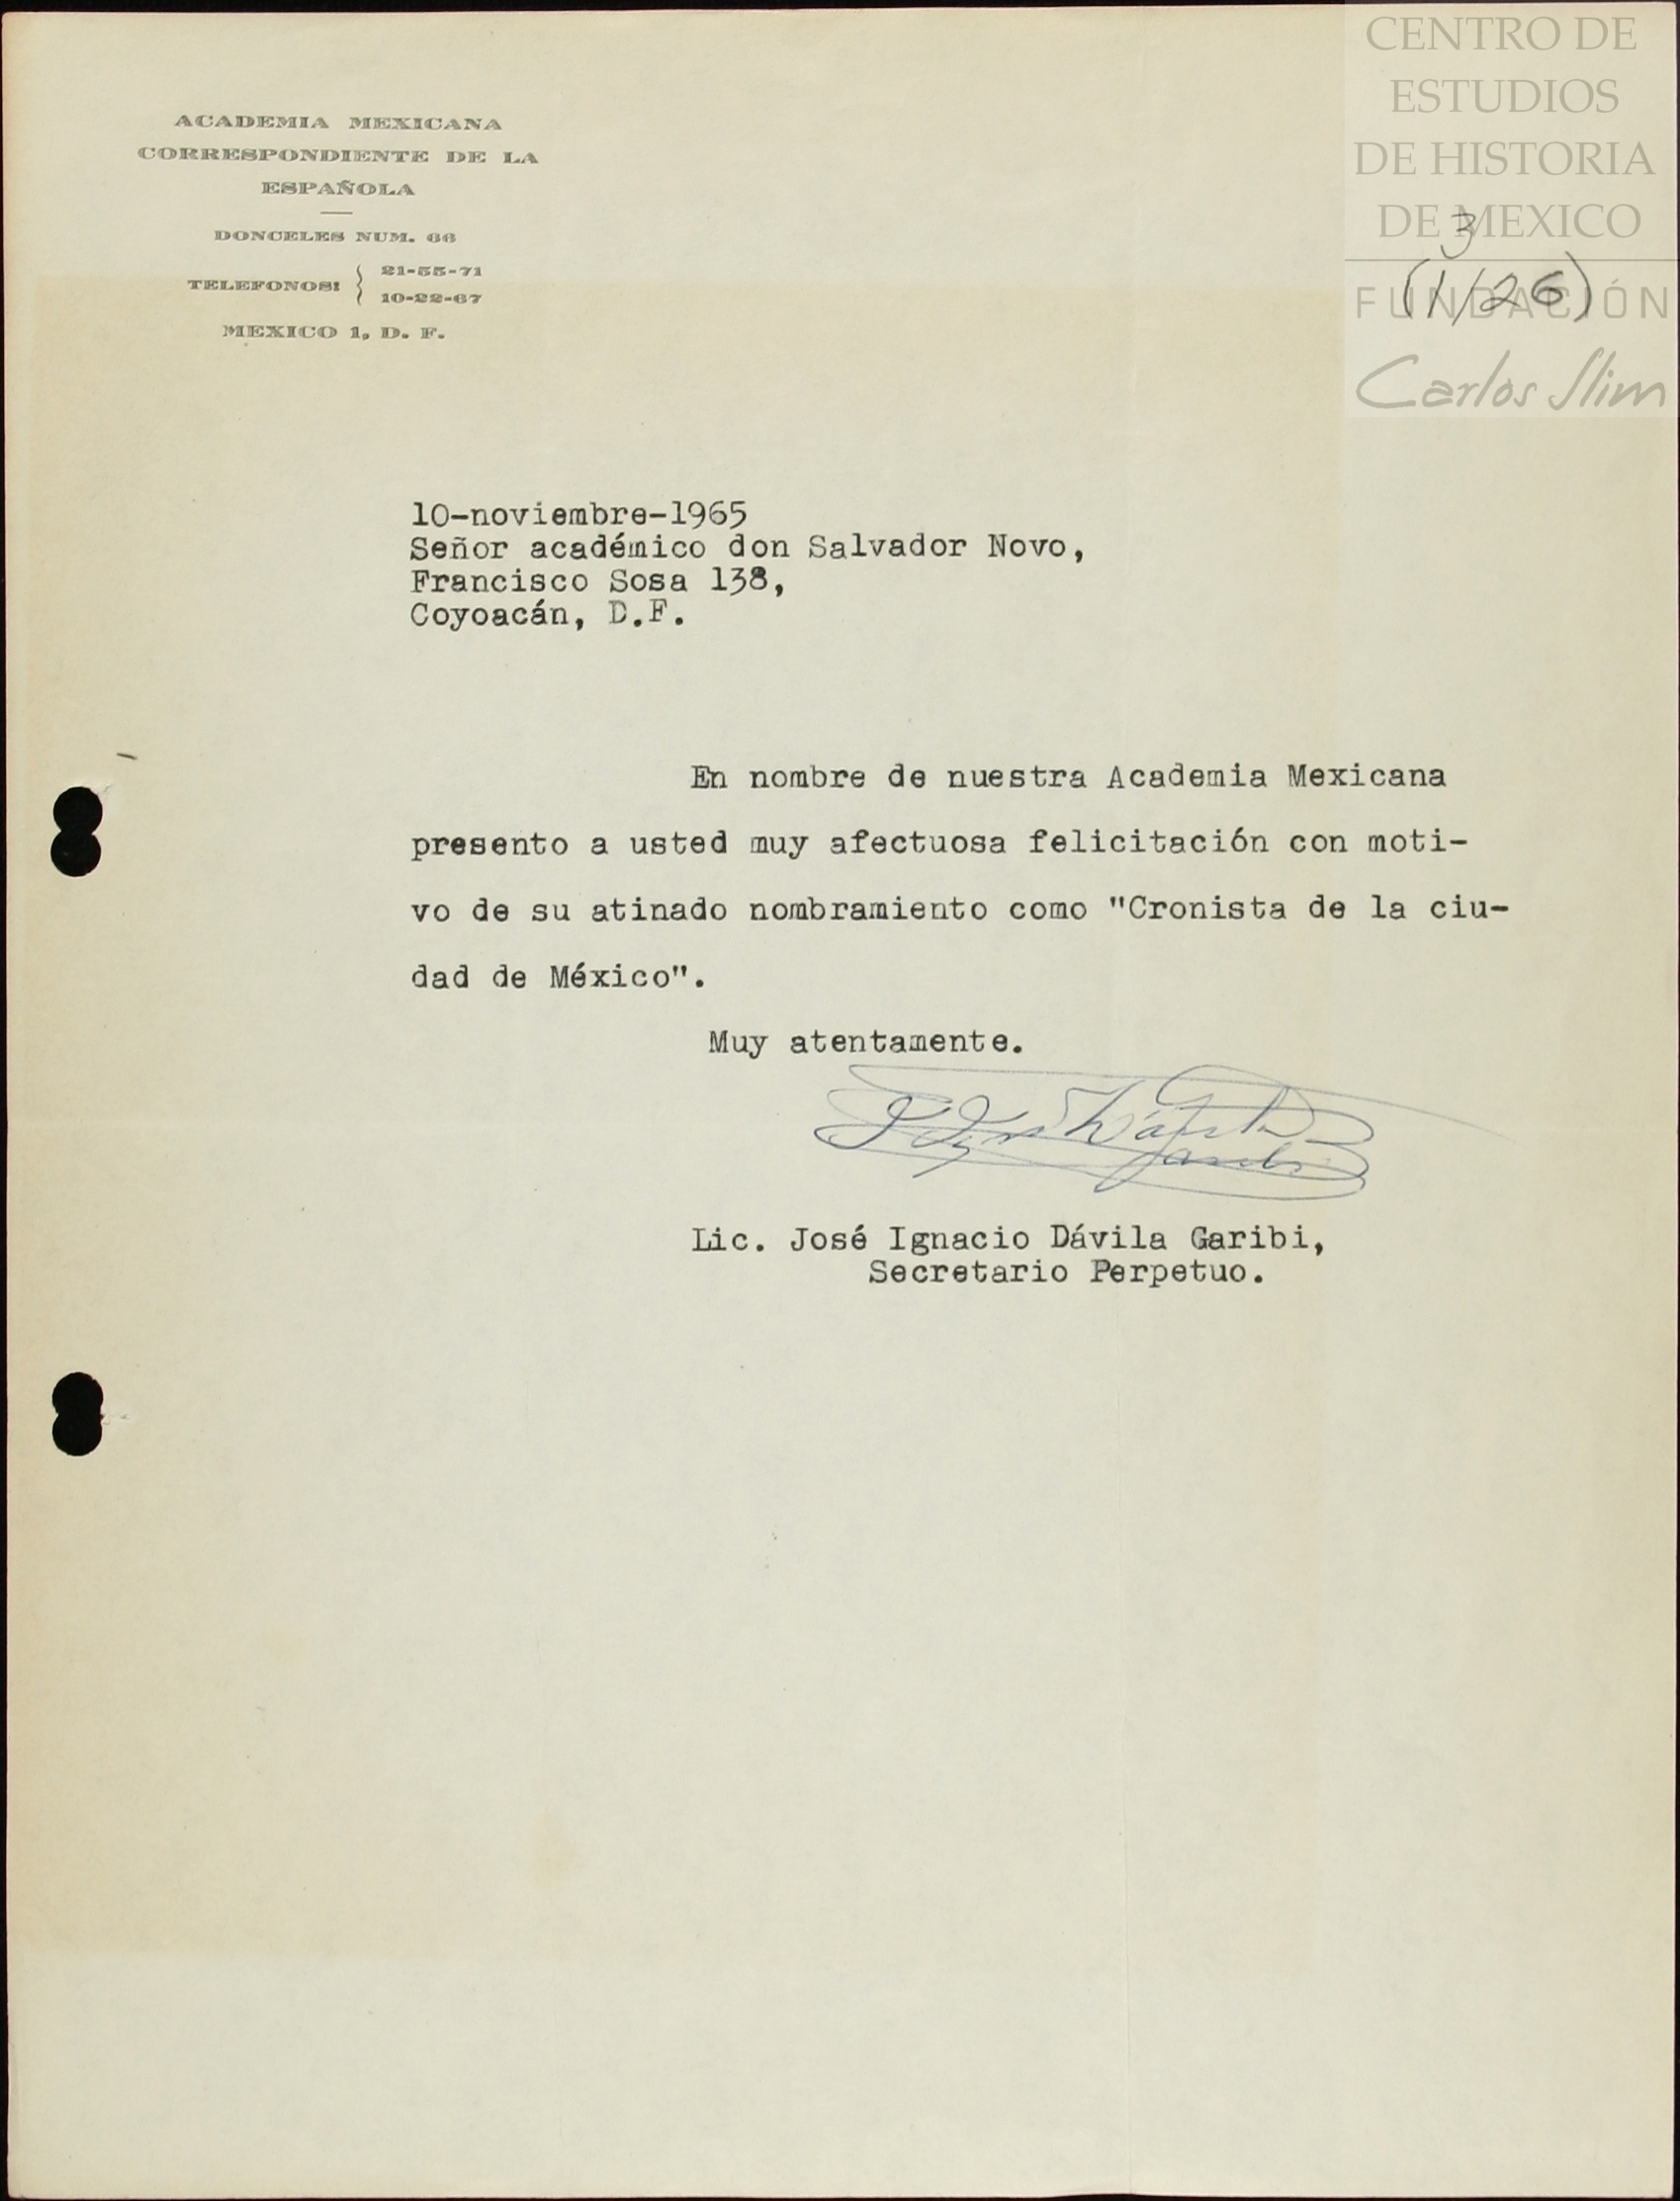 ACADEMIA MEXICANA
CORRESPONDIENTE DE LA
ESPAÑOLA
DONCELES NUM. 66
TELEFONOS: { 21-55-71
10-22-67
MEXICO 1, D. F.
CENTRO DE
ESTUDIOS
DE HISTORIA
DE MEXICO
3
(1/26)
FUNDACIÓN
Carlos Slim
10-noviembre-1965
Señor académico don Salvador Novo,
Francisco Sosa 138,
Coyoacán, D.F.
En nombre de nuestra Academia Mexicana
presento a usted muy afectuosa felicitación con moti-
vo de su atinado nombramiento como "Cronista de la ciu-
dad de México".
Muy atentamente.
Lic. José Ignacio Dávila Garibi,
Secretario Perpetuo.